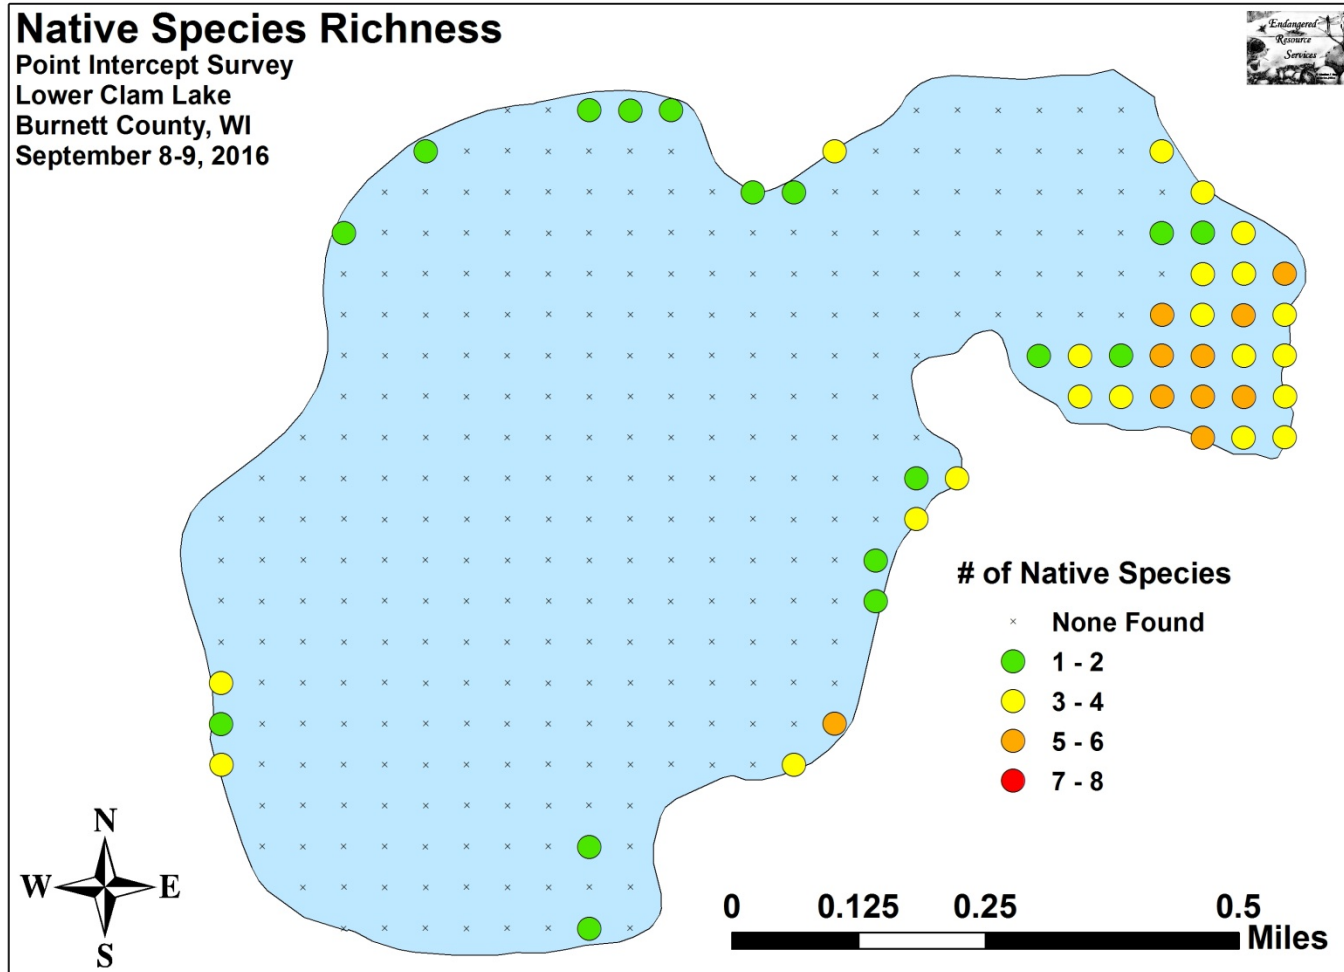 Native Species Richness
Point Intercept Survey
Lower Clam Lake
Burnett County, WI
September 8-9, 2016
Endangered
Resource
Services
# of Native Species
None Found
1 - 2
3 - 4
5 - 6
7 - 8
N
W E
S
0 0.125 0.25 0.5
Miles